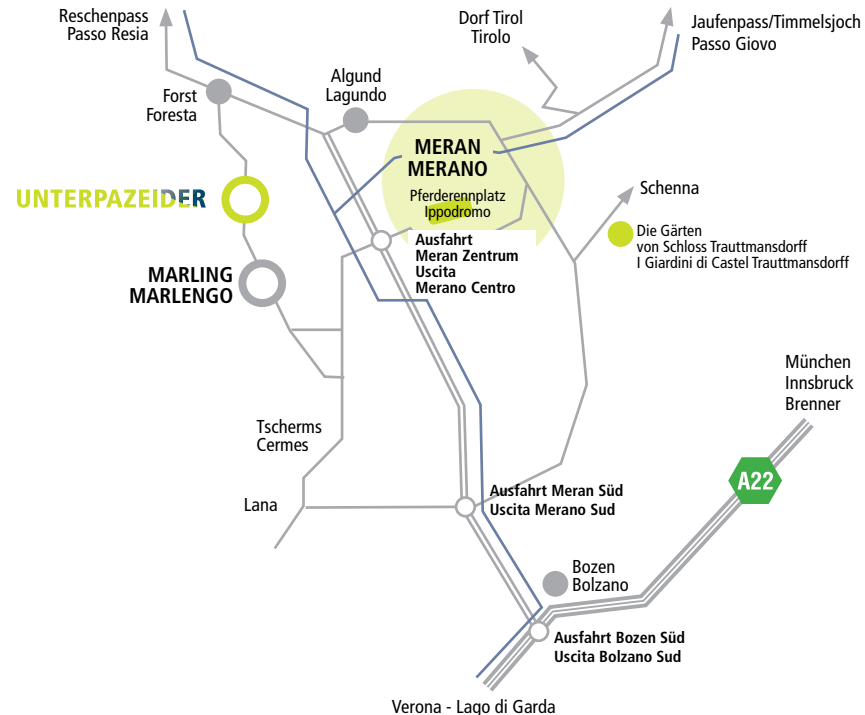 Reschenpass
Passo Resia
Dorf Tirol
Tirolo
Jaufenpass/Timmelsjoch
Passo Giovo
Forst
Foresta
Algund
Lagundo
MERAN
MERANO
Pferderennplatz
Ippodromo
Schenna
UNTERPAZEIDER
Die Gärten
von Schloss Trauttmansdorff
I Giardini di Castel Trauttmansdorff
Ausfahrt
Meran Zentrum
Uscita
Merano Centro
MARLING
MARLENGO
München
Innsbruck
Brenner
Tscherms
Cermes
A22
Lana
Ausfahrt Meran Süd
Uscita Merano Sud
Bozen
Bolzano
Ausfahrt Bozen Süd
Uscita Bolzano Sud
Verona - Lago di Garda